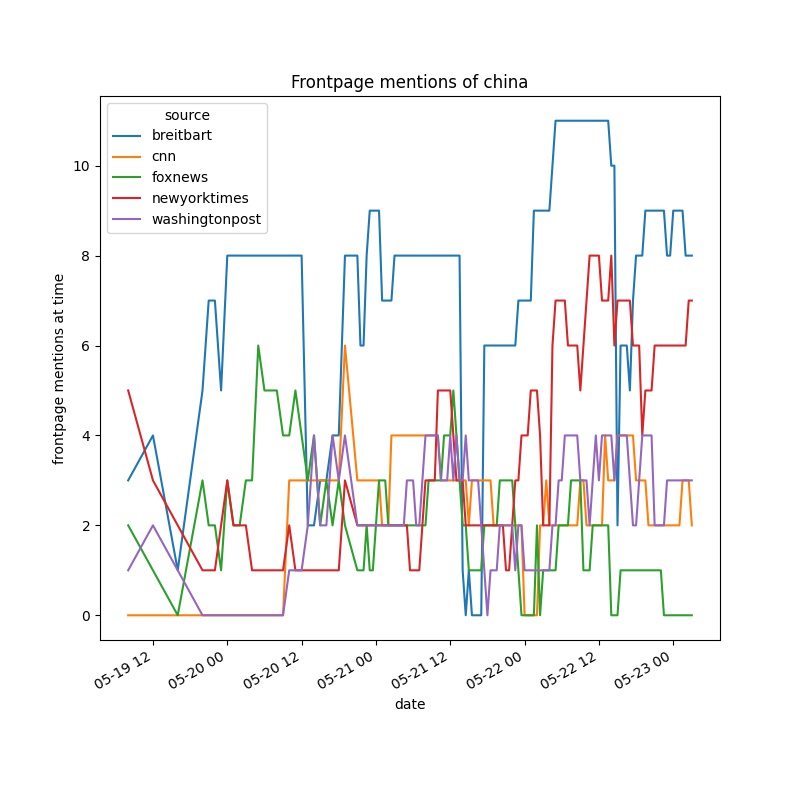 Frontpage mentions of china
source
breitbart
cnn
foxnews
newyorktimes
washingtonpost
frontpage mentions at time
10
8
6
4
2
0
05-19 12
05-20 00
05-20 12
05-21 00
05-21 12
05-22 00
05-22 12
05-23 00
date